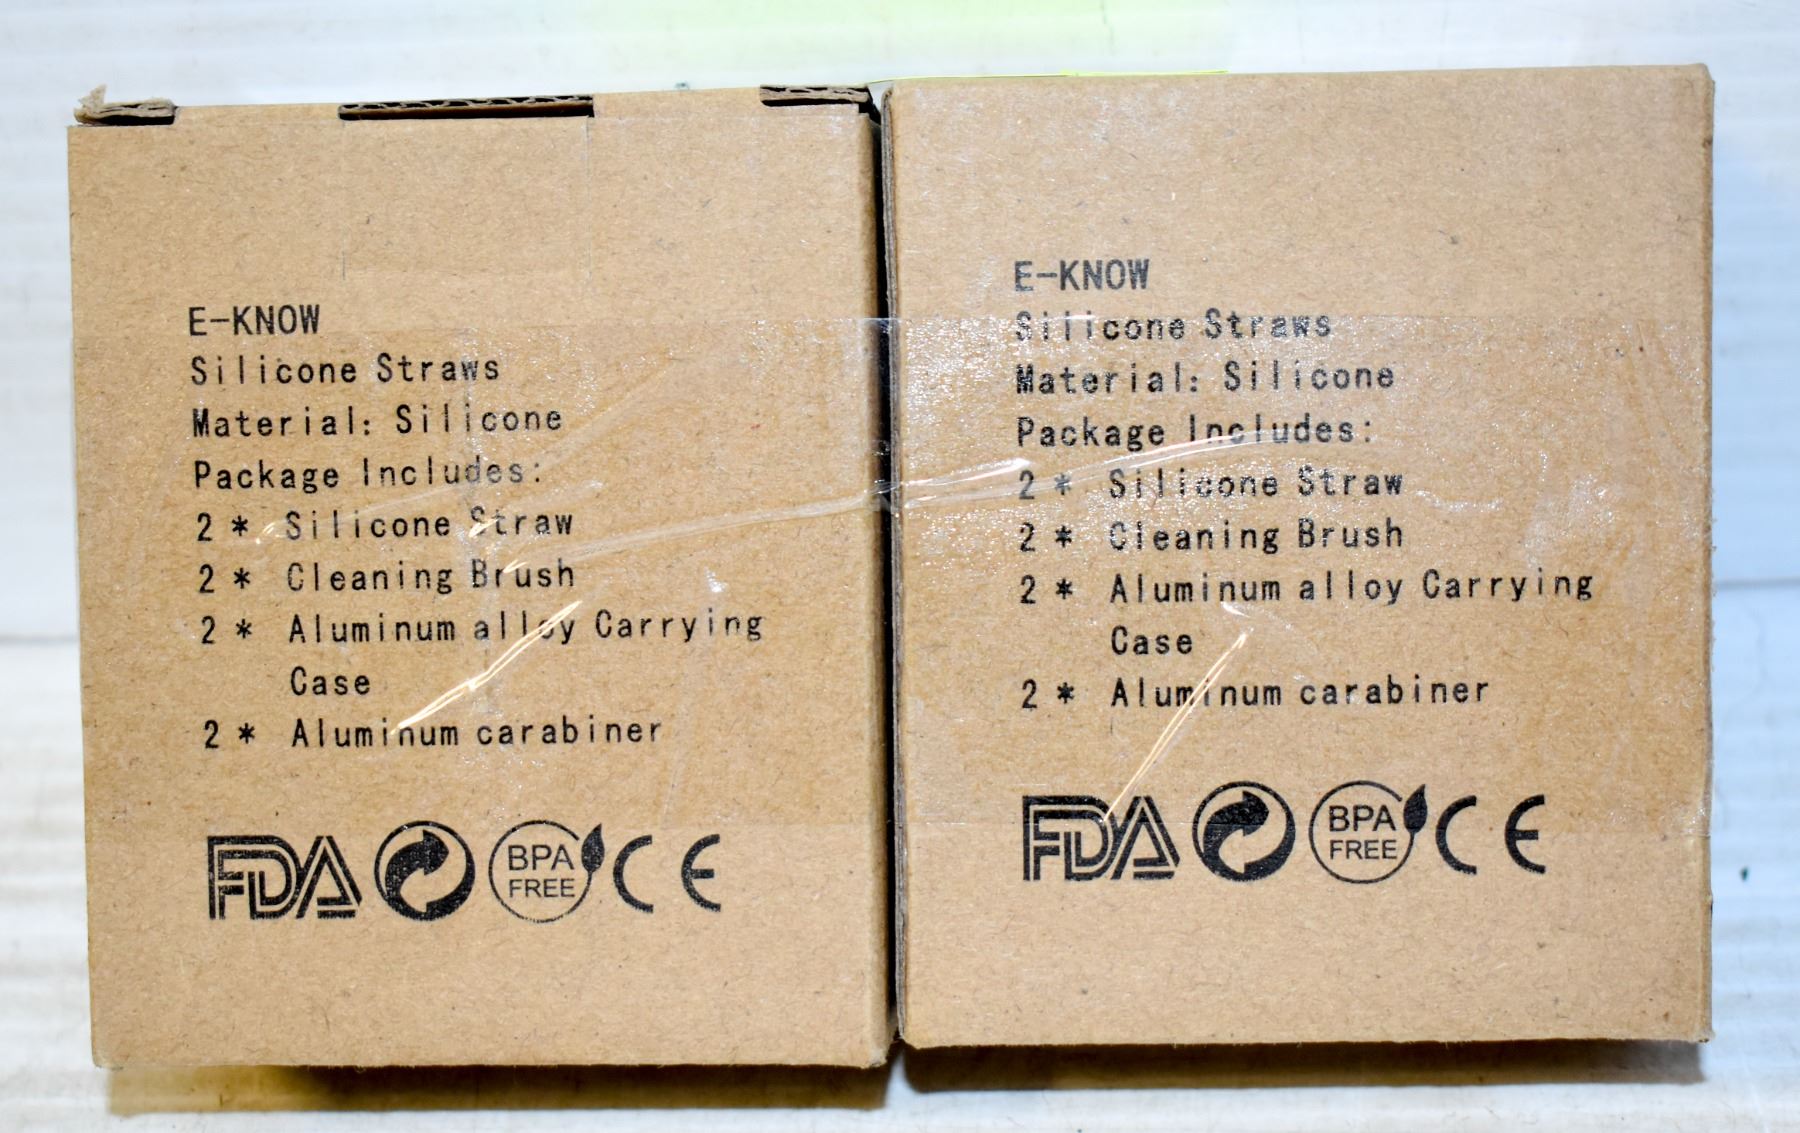 E-KNOW
Silicone Straws
Material: Silicone
Package Includes:
2 * Silicone Straw
2 * Cleaning Brush
2 * Aluminum alloy Carrying
Case
2 * Aluminum carabiner
FDA BPA FREE CE
E-KNOW
Silicone Straws
Material: Silicone
Package Includes:
2 * Silicone Straw
2 * Cleaning Brush
2 * Aluminum alloy Carrying
Case
2 * Aluminum carabiner
FDA BPA FREE CE